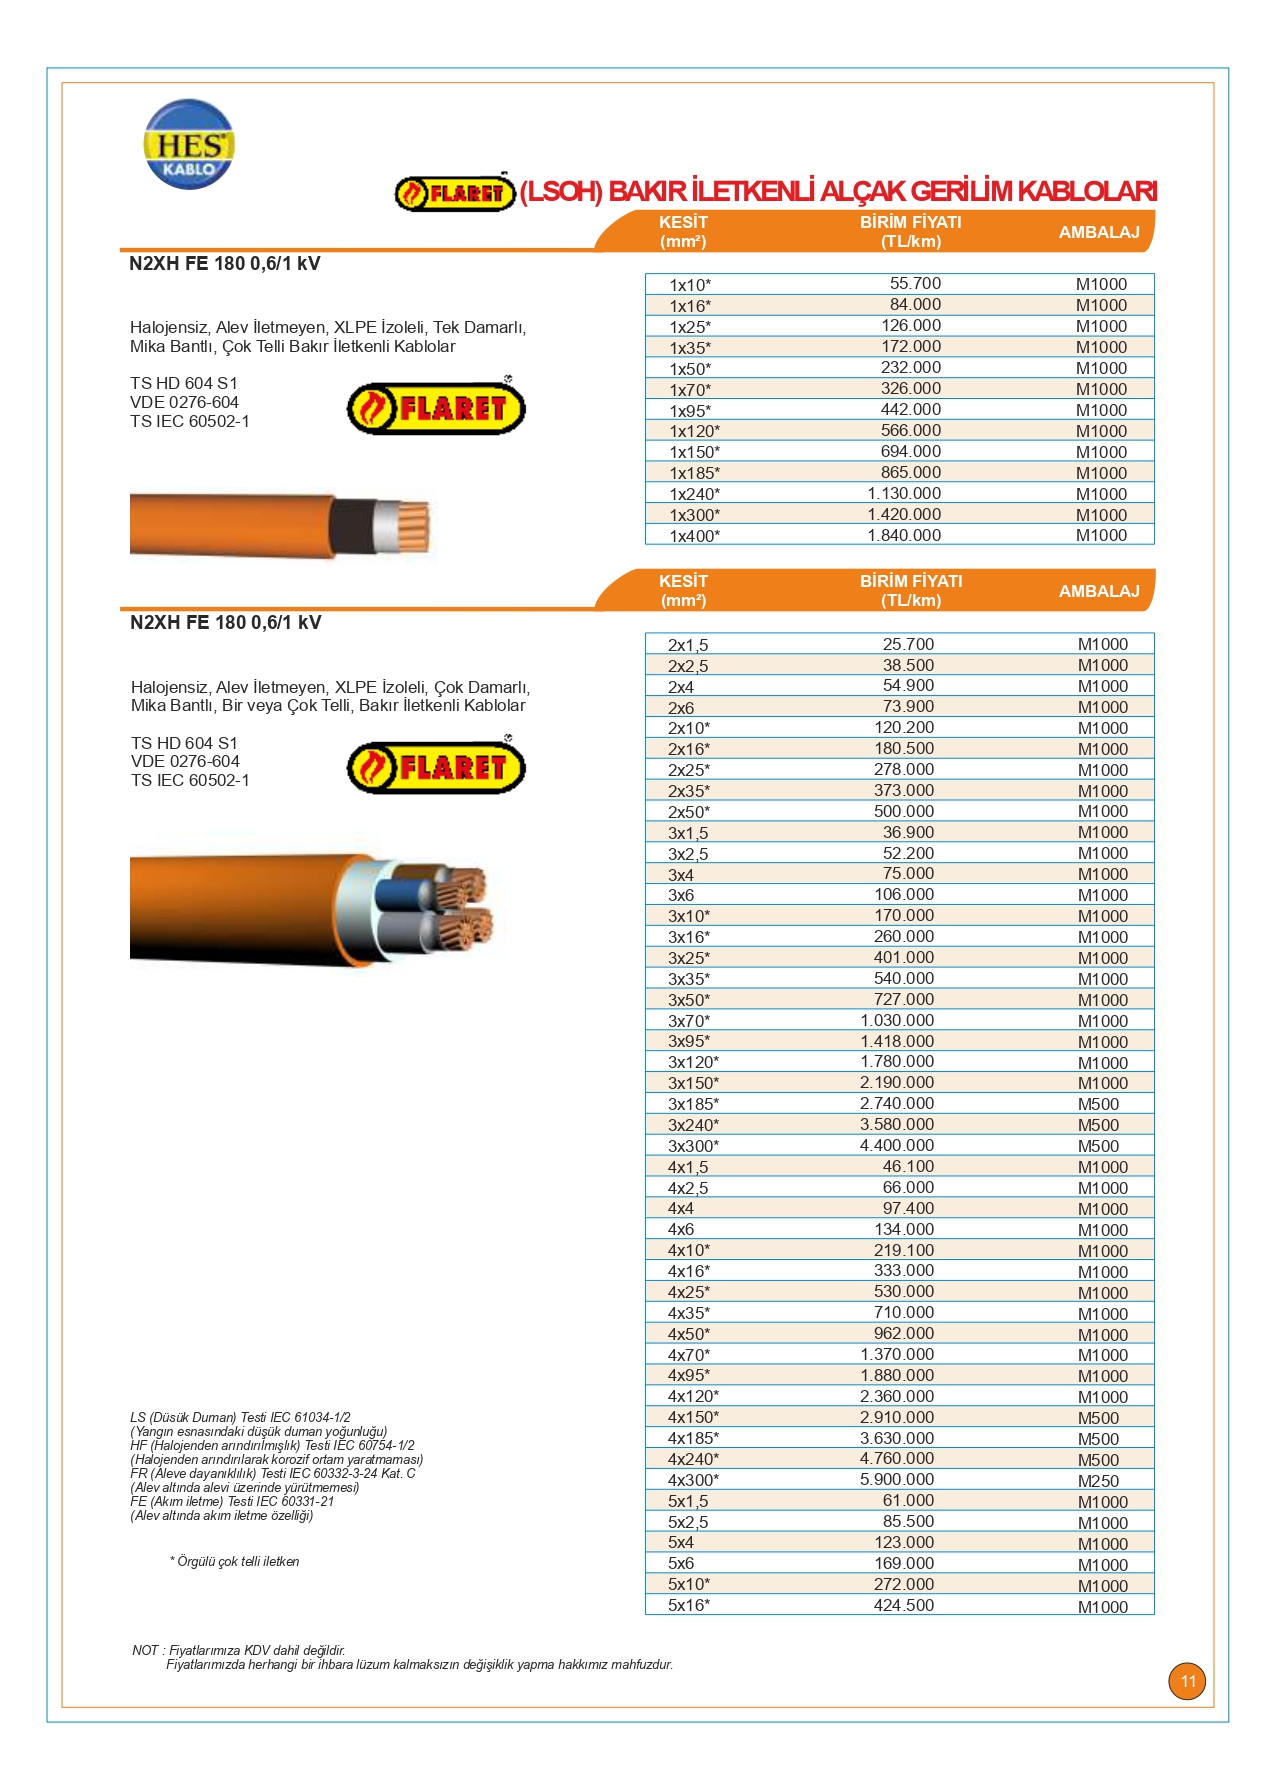 HES
KABLO
FLARET (LSOH) BAKIR İLETKENLİ ALÇAK GERİLİM KABLOLARI
KESİT BİRİM FİYATI AMBALAJ
(mm²) (TL/km)
N2XH FE 180 0,6/1 kV
Halojensiz, Alev İletmeyen, XLPE İzoleli, Tek Damarlı,
Mika Bantlı, Çok Telli Bakır İletkenli Kablolar
TS HD 604 S1
VDE 0276-604
TS IEC 60502-1
FLARET
1x10* 55.700 M1000
1x16* 84.000 M1000
1x25* 126.000 M1000
1x35* 172.000 M1000
1x50* 232.000 M1000
1x70* 326.000 M1000
1x95* 442.000 M1000
1x120* 566.000 M1000
1x150* 694.000 M1000
1x185* 865.000 M1000
1x240* 1.130.000 M1000
1x300* 1.420.000 M1000
1x400* 1.840.000 M1000
KESİT BİRİM FİYATI AMBALAJ
(mm²) (TL/km)
N2XH FE 180 0,6/1 kV
Halojensiz, Alev İletmeyen, XLPE İzoleli, Çok Damarlı,
Mika Bantlı, Bir veya Çok Telli, Bakır İletkenli Kablolar
TS HD 604 S1
VDE 0276-604
TS IEC 60502-1
FLARET
2x1,5 25.700 M1000
2x2,5 38.500 M1000
2x4 54.900 M1000
2x6 73.900 M1000
2x10* 120.200 M1000
2x16* 180.500 M1000
2x25* 278.000 M1000
2x35* 373.000 M1000
2x50* 500.000 M1000
3x1,5 36.900 M1000
3x2,5 52.200 M1000
3x4 75.000 M1000
3x6 106.000 M1000
3x10* 170.000 M1000
3x16* 260.000 M1000
3x25* 401.000 M1000
3x35* 540.000 M1000
3x50* 727.000 M1000
3x70* 1.030.000 M1000
3x95* 1.418.000 M1000
3x120* 1.780.000 M1000
3x150* 2.190.000 M1000
3x185* 2.740.000 M500
3x240* 3.580.000 M500
3x300* 4.400.000 M500
4x1,5 46.100 M1000
4x2,5 66.000 M1000
4x4 97.400 M1000
4x6 134.000 M1000
4x10* 219.100 M1000
4x16* 333.000 M1000
4x25* 530.000 M1000
4x35* 710.000 M1000
4x50* 962.000 M1000
4x70* 1.370.000 M1000
4x95* 1.880.000 M1000
4x120* 2.360.000 M1000
4x150* 2.910.000 M500
4x185* 3.630.000 M500
4x240* 4.760.000 M500
4x300* 5.900.000 M250
5x1,5 61.000 M1000
5x2,5 85.500 M1000
5x4 123.000 M1000
5x6 169.000 M1000
5x10* 272.000 M1000
5x16* 424.500 M1000
LS (Düsük Duman) Testi IEC 61034-1/2
(Yangın esnasındaki düşük duman yoğunluğu)
HF (Halojenden arındırılmışlık) Testi IEC 60754-1/2
(Halojenden arındırılarak korozif ortam yaratmaması)
FR (Aleve dayanıklılık) Testi IEC 60332-3-24 Kat. C
(Alev altında alevi üzerinde yürütmemesi)
FE (Akım iletme) Testi IEC 60331-21
(Alev altında akım iletme özelliği)
* Örgülü çok telli iletken
NOT : Fiyatlarımıza KDV dahil değildir.
Fiyatlarımızda herhangi bir ihbara lüzum kalmaksızın değişiklik yapma hakkımız mahfuzdur.
11